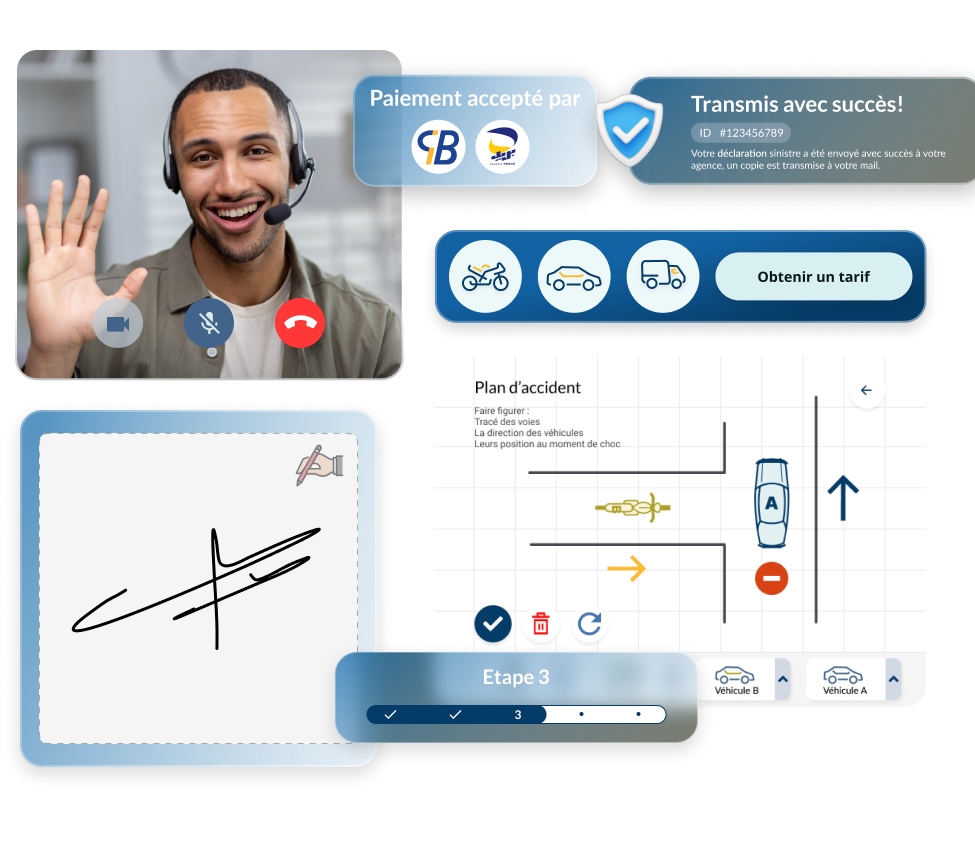 Paiement accepté par
Transmis avec succès!
ID #123456789
Votre déclaration sinistre a été envoyé avec succès à votre
agence, un copie est transmise à votre mail.
Obtenir un tarif
Plan d’accident
Faire figurer :
Tracé des voies
La direction des véhicules
Leurs position au moment de choc
A
Etape 3
3
Véhicule B
Véhicule A